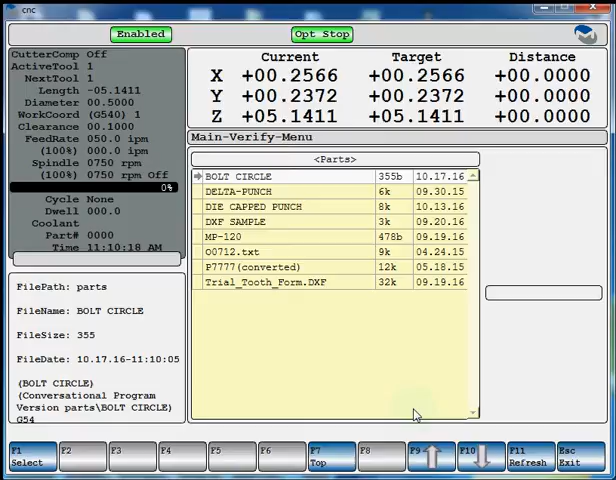 cnc
Enabled
Opt Stop
CutterComp Off
ActiveTool 1
NextTool 1
Length -05.1411
Diameter 00.5000
WorkCoord (G540) 1
Clearance 00.1000
FeedRate 050.0 ipm
(100%) 000.0 ipm
Spindle 0750 rpm
(100%) 0750 rpm Off
0%
Cycle None
Dwell 000.0
Coolant
Part# 0000
Time 11:10:18 AM
Current Target Distance
X +00.2566 +00.2566 +00.0000
Y +00.2372 +00.2372 +00.0000
Z +05.1411 +05.1411 +00.0000
Main-Verify-Menu
<Parts>
BOLT CIRCLE 355b 10.17.16
DELTA-PUNCH 6k 09.30.15
DIE CAPPED PUNCH 8k 10.13.16
DXF SAMPLE 3k 09.20.16
MP-120 478b 09.19.16
O0712.txt 9k 04.24.15
P7777(converted) 12k 05.18.15
Trial_Tooth_Form.DXF 32k 09.19.16
FilePath: parts
FileName: BOLT CIRCLE
FileSize: 355
FileDate: 10.17.16-11:10:05
(BOLT CIRCLE)
(Conversational Program
Version parts\BOLT CIRCLE)
G54
F1 Select
F2
F3
F4
F5
F6
F7 Top
F8
F9
F10
F11 Refresh
Esc Exit